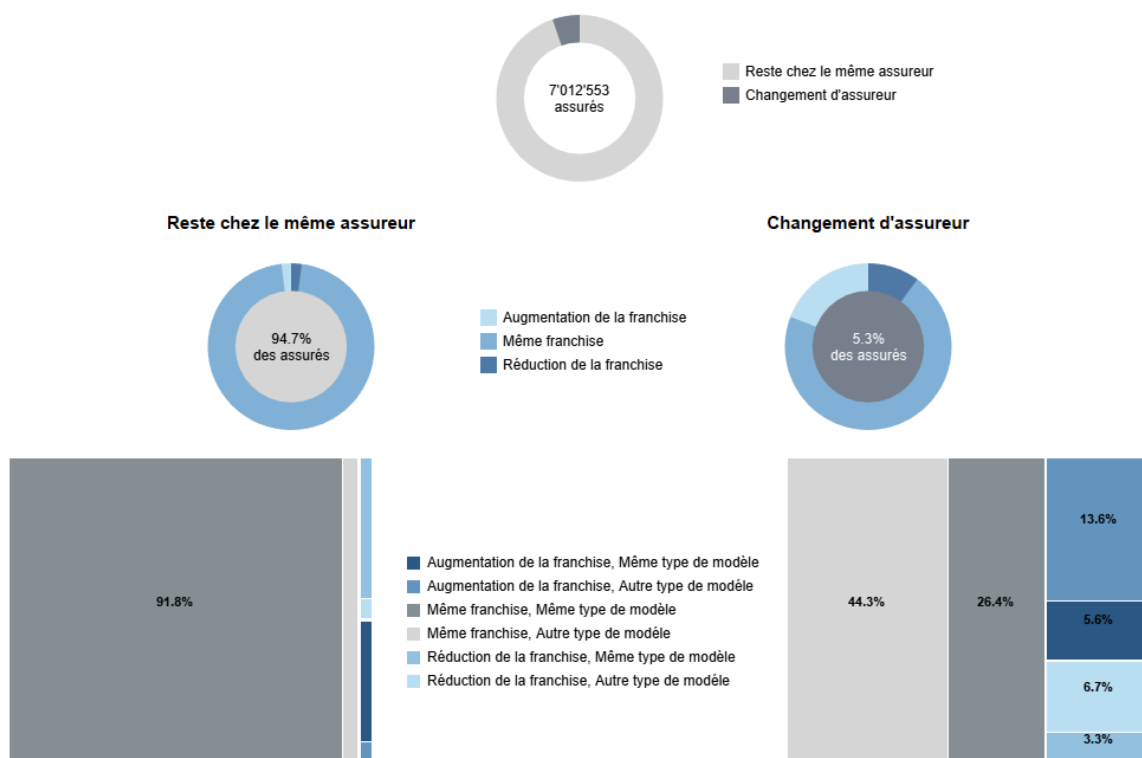 7'012'553
assurés
Reste chez le même assureur
Changement d'assureur
Reste chez le même assureur
Changement d'assureur
94.7%
des assurés
Augmentation de la franchise
Même franchise
Réduction de la franchise
5.3%
des assurés
91.8%
Augmentation de la franchise, Même type de modèle
Augmentation de la franchise, Autre type de modèle
Même franchise, Même type de modèle
Même franchise, Autre type de modéle
Réduction de la franchise, Même type de modèle
Réduction de la franchise, Autre type de modéle
44.3%
26.4%
13.6%
5.6%
6.7%
3.3%